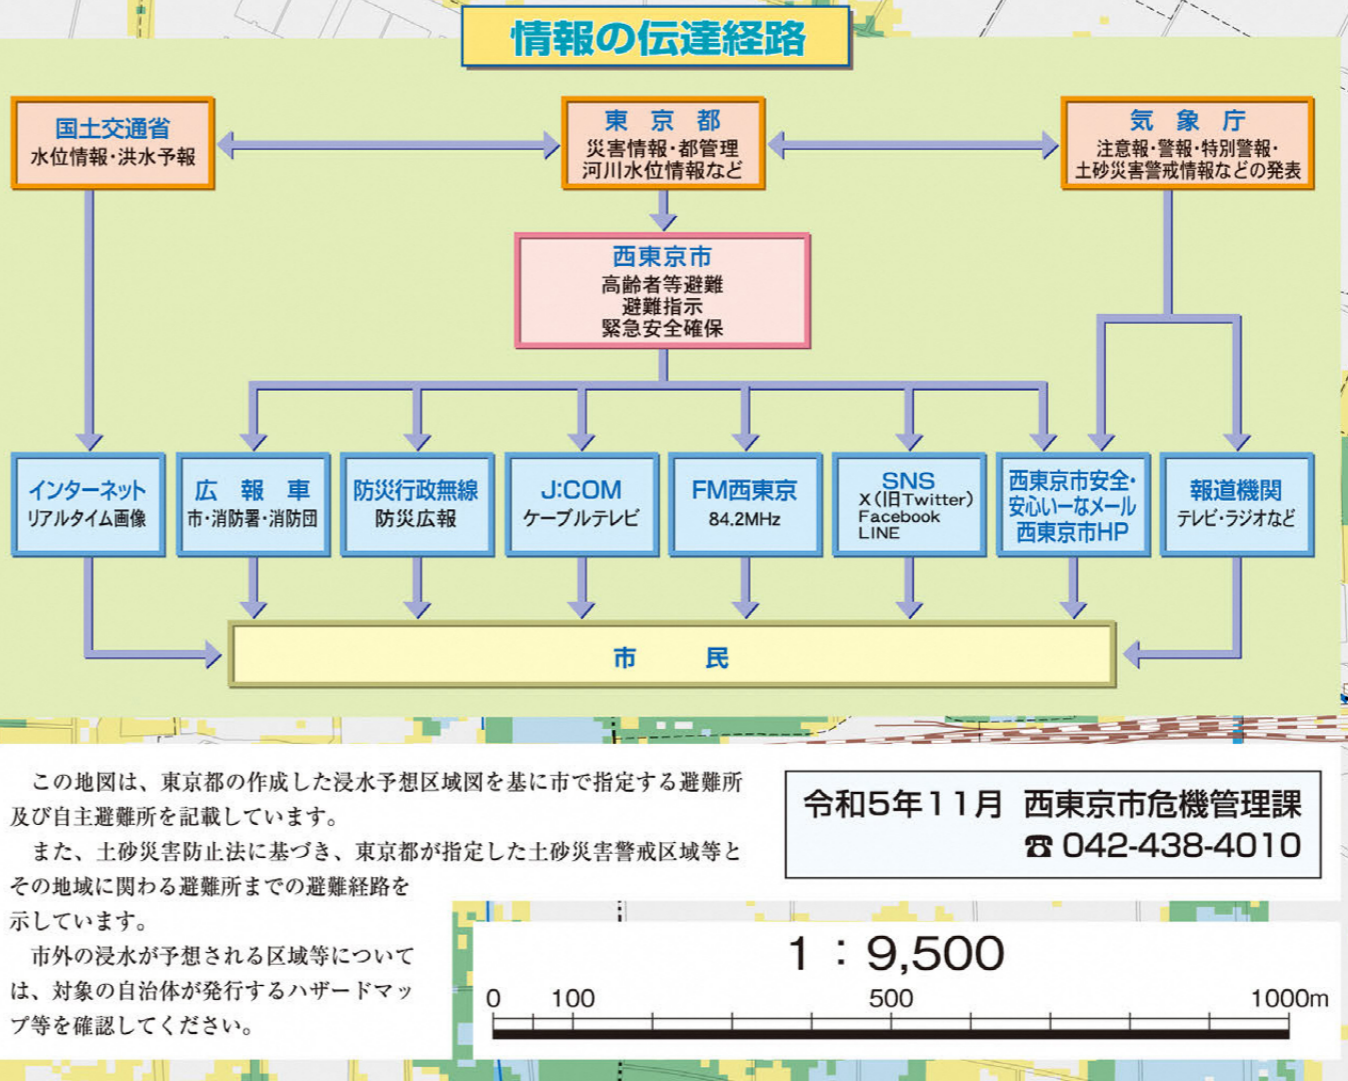 情報の伝達経路
国土交通省
水位情報・洪水予報
東京都
災害情報・都管理
河川水位情報など
気象庁
注意報・警報・特別警報・
土砂災害警戒情報などの発表
西東京市
高齢者等避難
避難指示
緊急安全確保
インターネット
リアルタイム画像
広報車
市・消防署・消防団
防災行政無線
防災広報
J:COM
ケーブルテレビ
FM西東京
84.2MHz
SNS
X（旧Twitter）
Facebook
LINE
西東京市安全・
安心いーなメール
西東京市HP
報道機関
テレビ・ラジオなど
市民
この地図は、東京都の作成した浸水予想区域図を基に市で指定する避難所
及び自主避難所を記載しています。
また、土砂災害防止法に基づき、東京都が指定した土砂災害警戒区域等と
その地域に関わる避難所までの避難経路を
示しています。
市外の浸水が予想される区域等について
は、対象の自治体が発行するハザードマッ
プ等を確認してください。
令和5年11月 西東京市危機管理課
☎ 042-438-4010
1：9,500
0 100 500 1000m